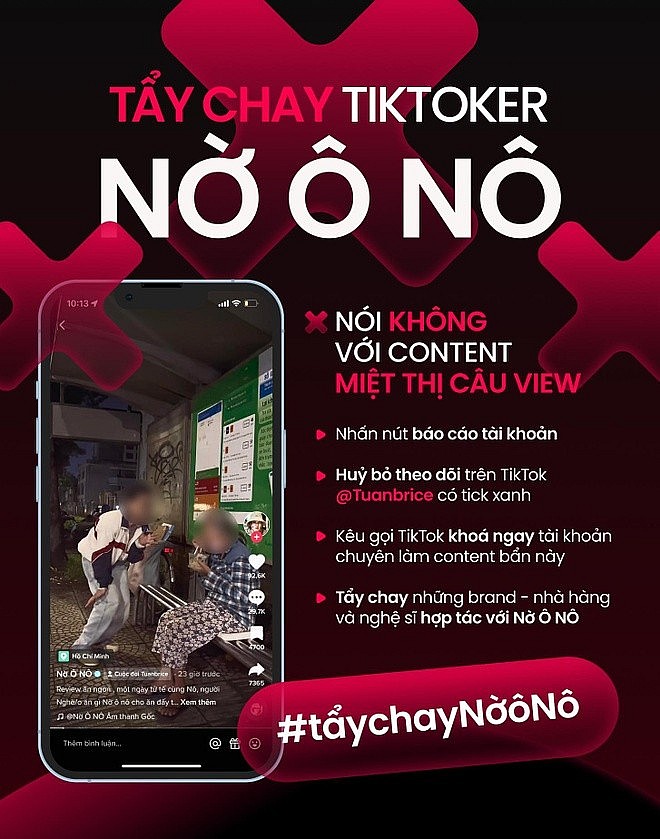 TẨY CHAY TIKTOKER
NỜ Ô NÔ
NÓI KHÔNG
VỚI CONTENT
MIỆT THỊ CÂU VIEW
Nhấn nút báo cáo tài khoản
Huỷ bỏ theo dõi trên TikTok
@Tuanbrice có tick xanh
Kêu gọi TikTok khoá ngay tài khoản
chuyên làm content bẩn này
Tẩy chay những brand - nhà hàng
và nghệ sĩ hợp tác với Nờ Ô NÔ
10:13
92,6K
29,7K
4700
7365
Hồ Chí Minh
Nờ Ô NÔ Cuộc đời Tuanbrice · 23 giờ trước
Review ăn ngon , một ngày tử tế cùng Nô, người
Nghèo ăn gì Nờ ô nô cho ăn đấy t... Xem thêm
@Nờ Ô NÔ Âm thanh Gốc
Thêm bình luận...
#tẩychayNờôNô